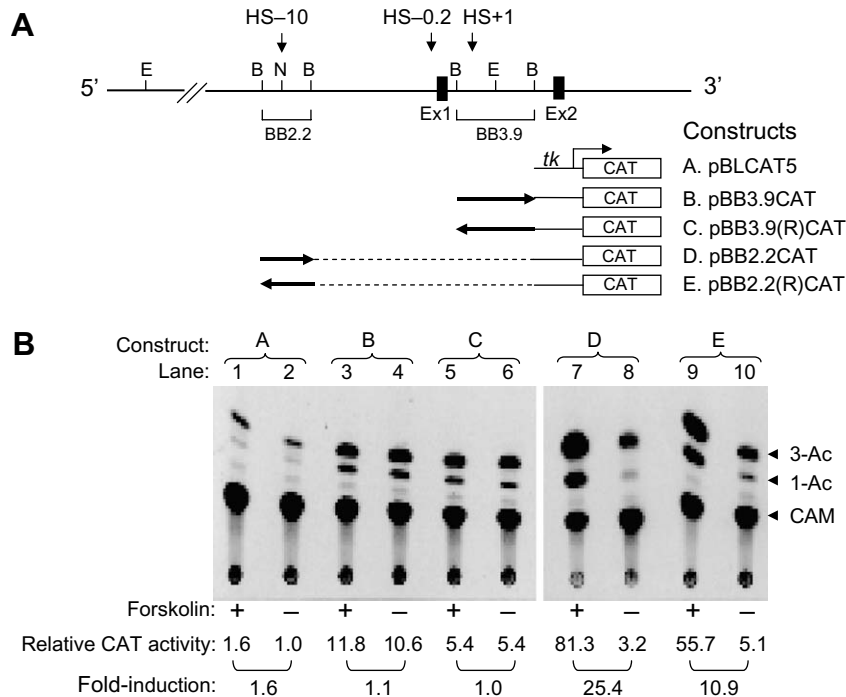 A
HS–10 HS–0.2 HS+1
E B N B B E B
5’ 3’
Ex1 Ex2
BB2.2 BB3.9
Constructs
tk CAT A. pBLCAT5
CAT B. pBB3.9CAT
CAT C. pBB3.9(R)CAT
CAT D. pBB2.2CAT
CAT E. pBB2.2(R)CAT
B
Construct: A B C D E
Lane: 1 2 3 4 5 6 7 8 9 10
3-Ac
1-Ac
CAM
Forskolin: + – + – + – + – + –
Relative CAT activity: 1.6 1.0 11.8 10.6 5.4 5.4 81.3 3.2 55.7 5.1
Fold-induction: 1.6 1.1 1.0 25.4 10.9